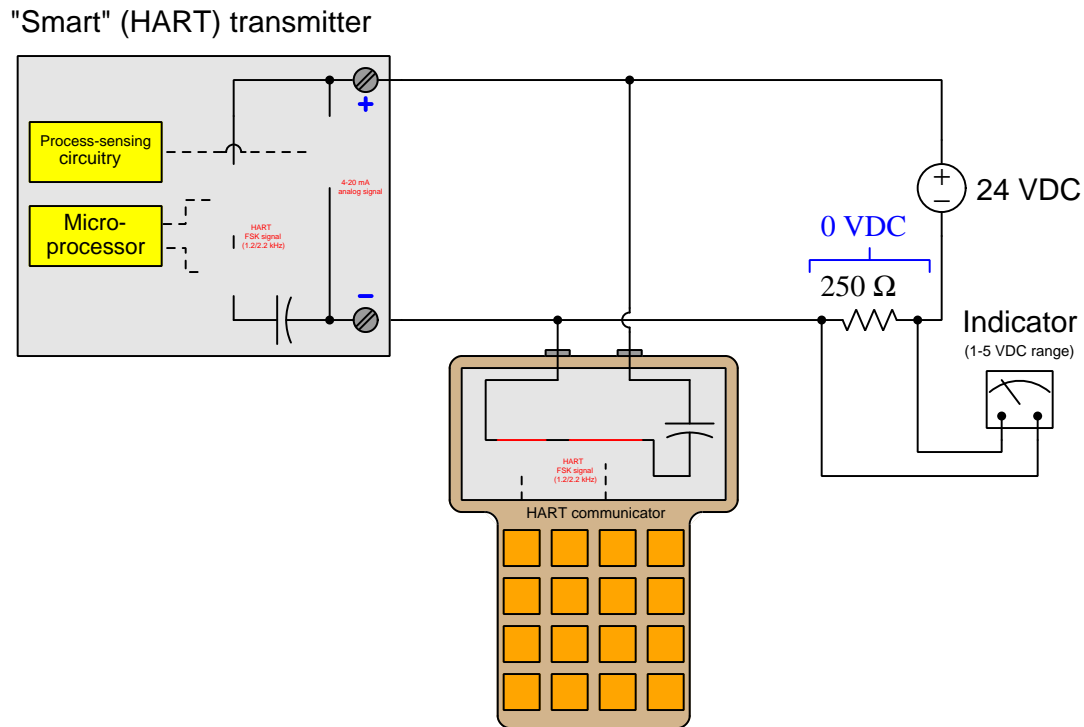 "Smart" (HART) transmitter
+
Process-sensing
circuitry
4-20 mA
analog signal
Micro-
processor
HART
FSK signal
(1.2/2.2 kHz)
−
+
−
24 VDC
0 VDC
250 Ω
Indicator
(1-5 VDC range)
HART
FSK signal
(1.2/2.2 kHz)
HART communicator